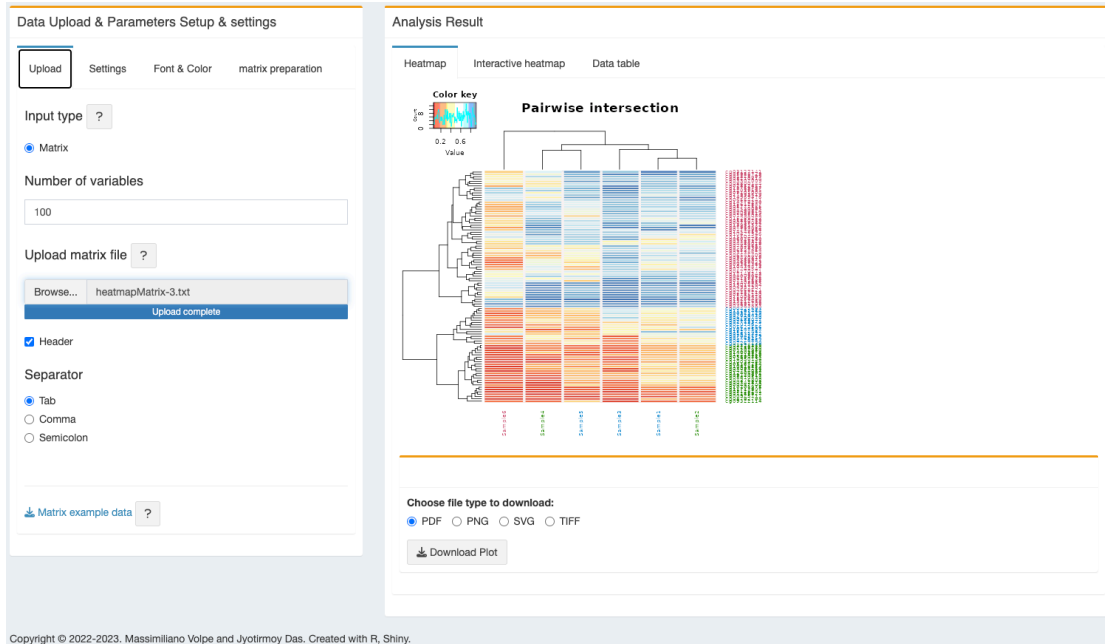 Data Upload & Parameters Setup & settings
Upload Settings Font & Color matrix preparation
Input type ?
Matrix
Number of variables
100
Upload matrix file ?
Browse... heatmapMatrix-3.txt
Upload complete
Header
Separator
Tab
Comma
Semicolon
Matrix example data ?
Analysis Result
Heatmap Interactive heatmap Data table
Color key
Pairwise intersection
Count
0 8
0.2 0.6
Value
Choose file type to download:
PDF PNG SVG TIFF
Download Plot
Copyright © 2022-2023. Massimiliano Volpe and Jyotirmoy Das. Created with R, Shiny.